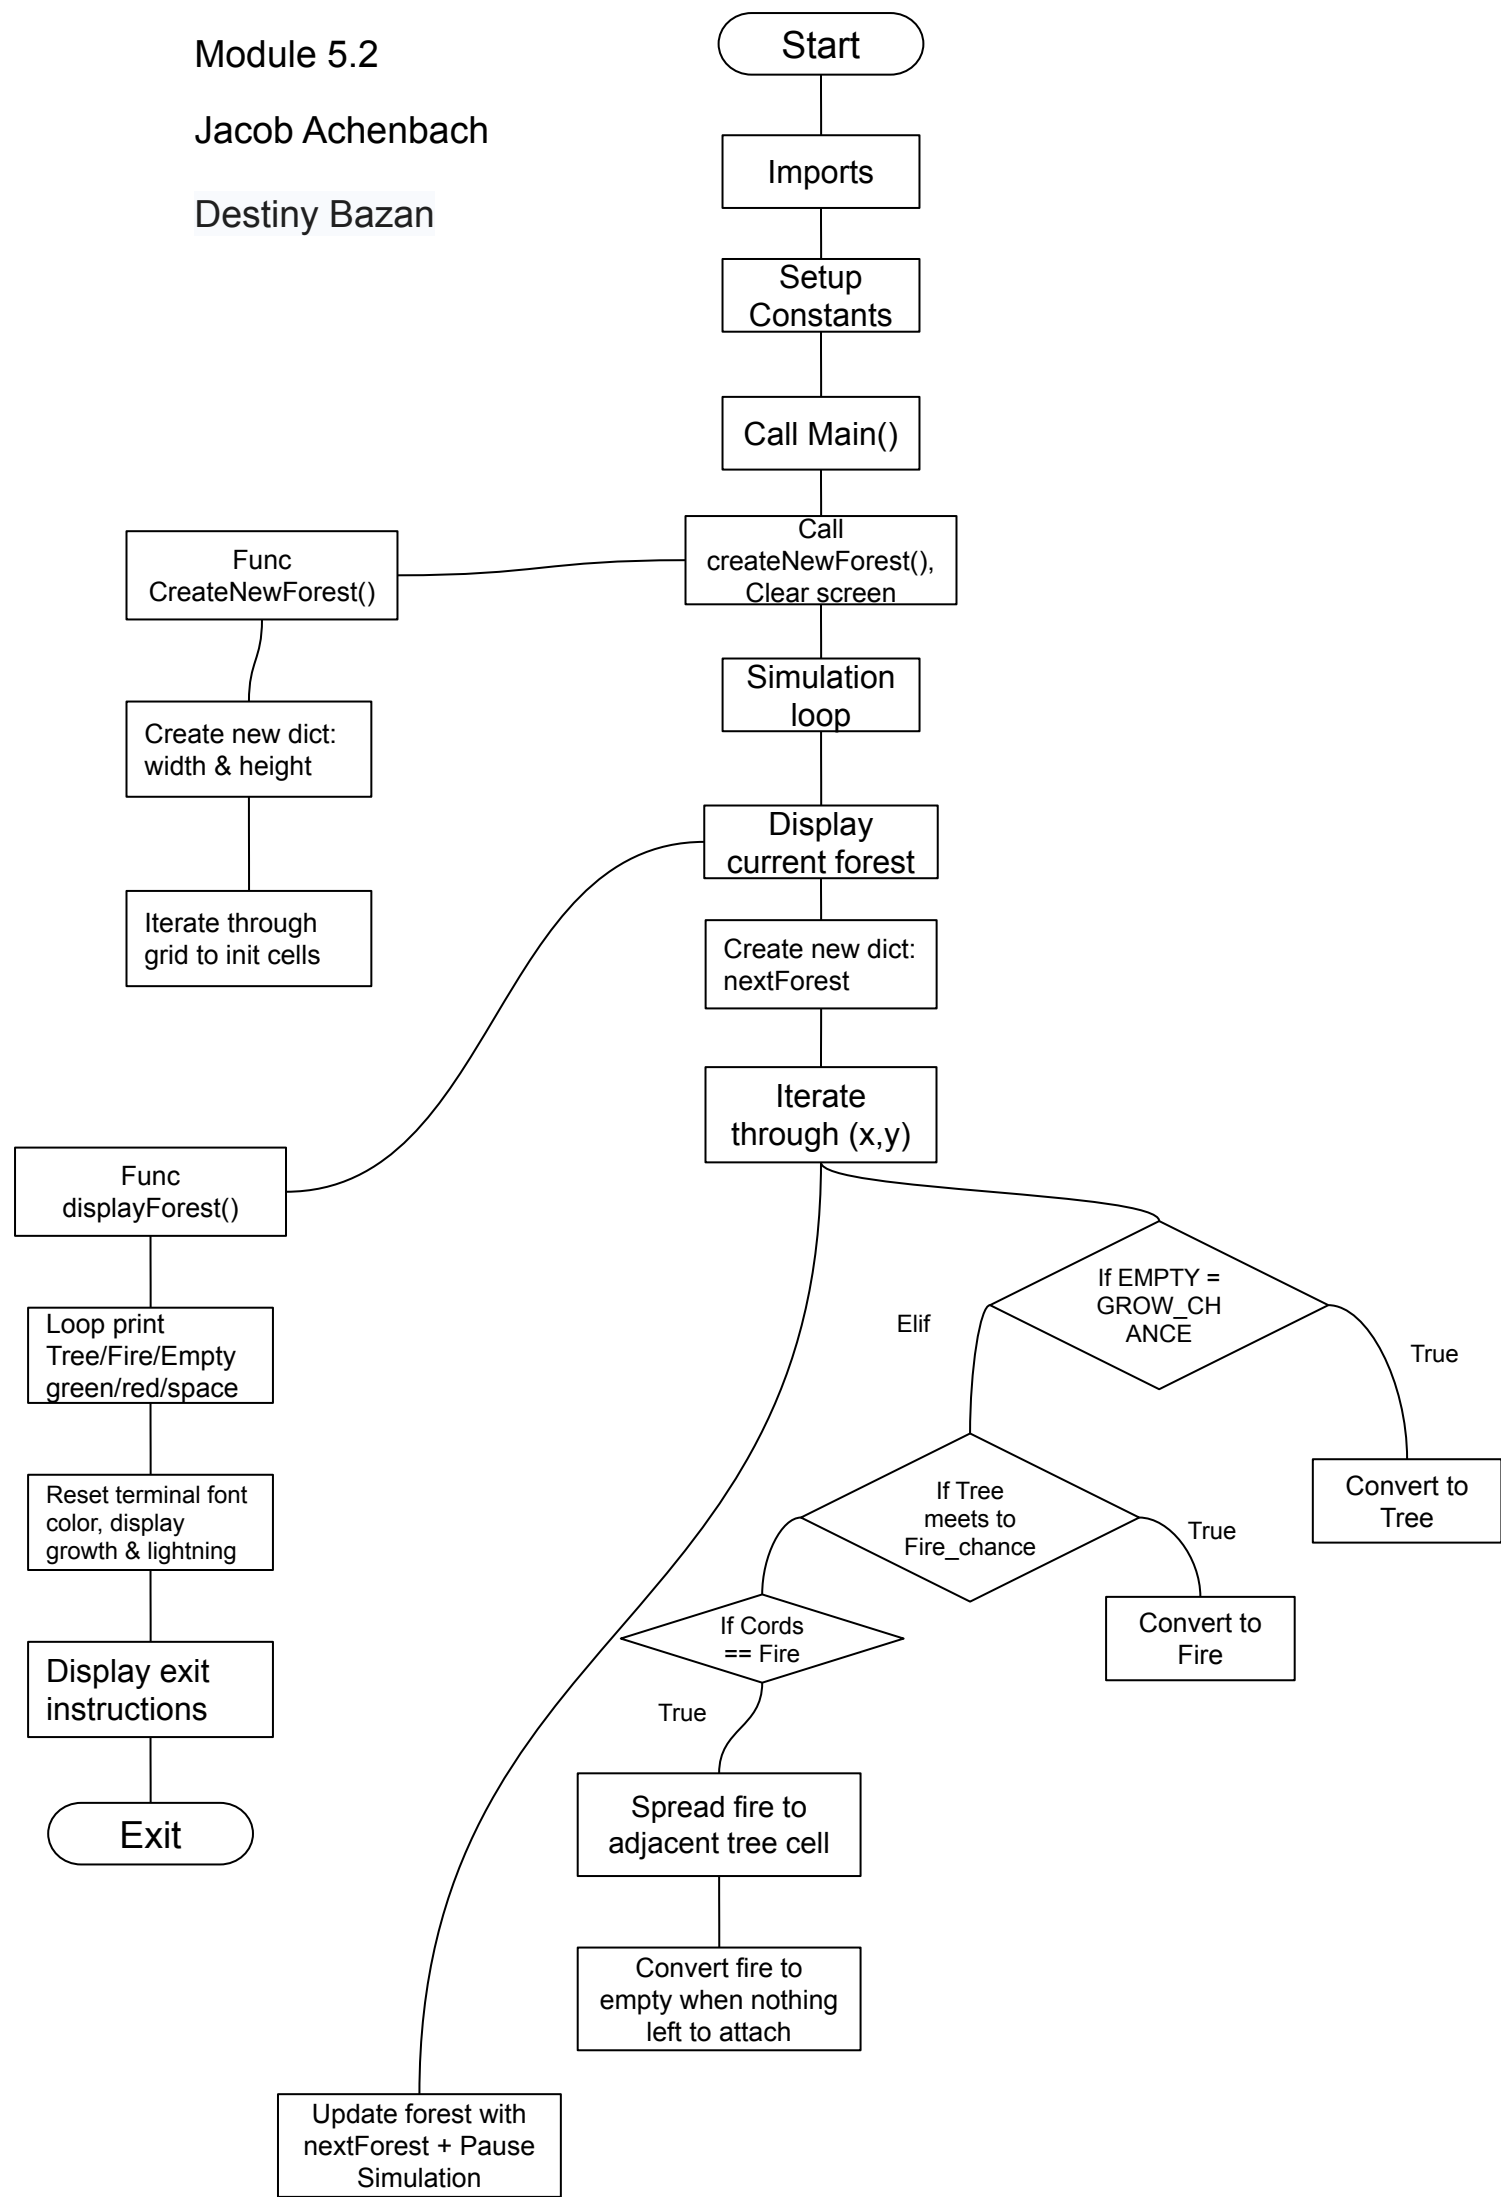 Module 5.2
Jacob Achenbach
Destiny Bazan
Start
Imports
Setup
Constants
Call Main()
Call
createNewForest(),
Clear screen
Func
CreateNewForest()
Create new dict:
width & height
Iterate through
grid to init cells
Simulation
loop
Display
current forest
Create new dict:
nextForest
Iterate
through (x,y)
Func
displayForest()
Loop print
Tree/Fire/Empty
green/red/space
Reset terminal font
color, display
growth & lightning
Display exit
instructions
Exit
If EMPTY =
GROW_CH
ANCE
Elif
True
Convert to
Tree
If Tree
meets to
Fire_chance
True
Convert to
Fire
If Cords
== Fire
True
Spread fire to
adjacent tree cell
Convert fire to
empty when nothing
left to attach
Update forest with
nextForest + Pause
Simulation